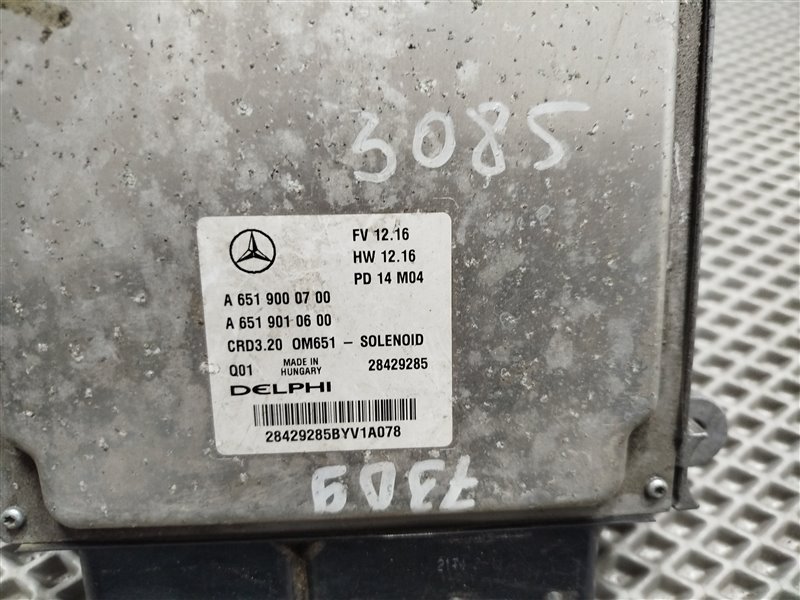 3085
FV 12.16
HW 12.16
PD 14 M04
A 651 900 07 00
A 651 901 06 00
CRD3.20 OM651 - SOLENOID
Q01 MADE IN HUNGARY 28429285
DELPHI
28429285BYV1A078